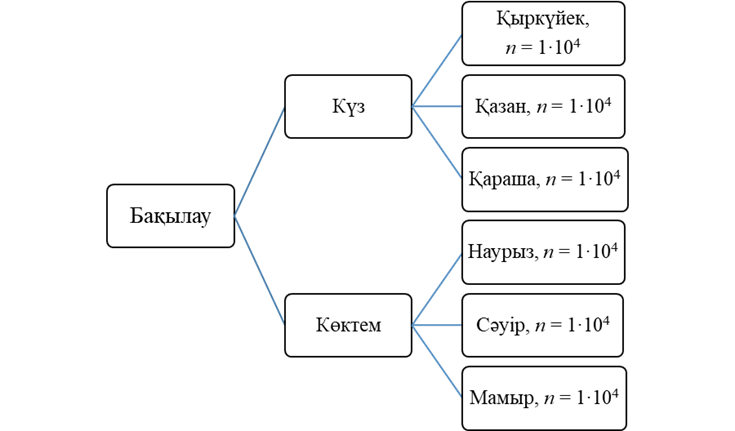 Бақылау
Күз
Қыркүйек,
n = 1·10⁴
Қазан, n = 1·10⁴
Қараша, n = 1·10⁴
Көктем
Наурыз, n = 1·10⁴
Сәуір, n = 1·10⁴
Мамыр, n = 1·10⁴